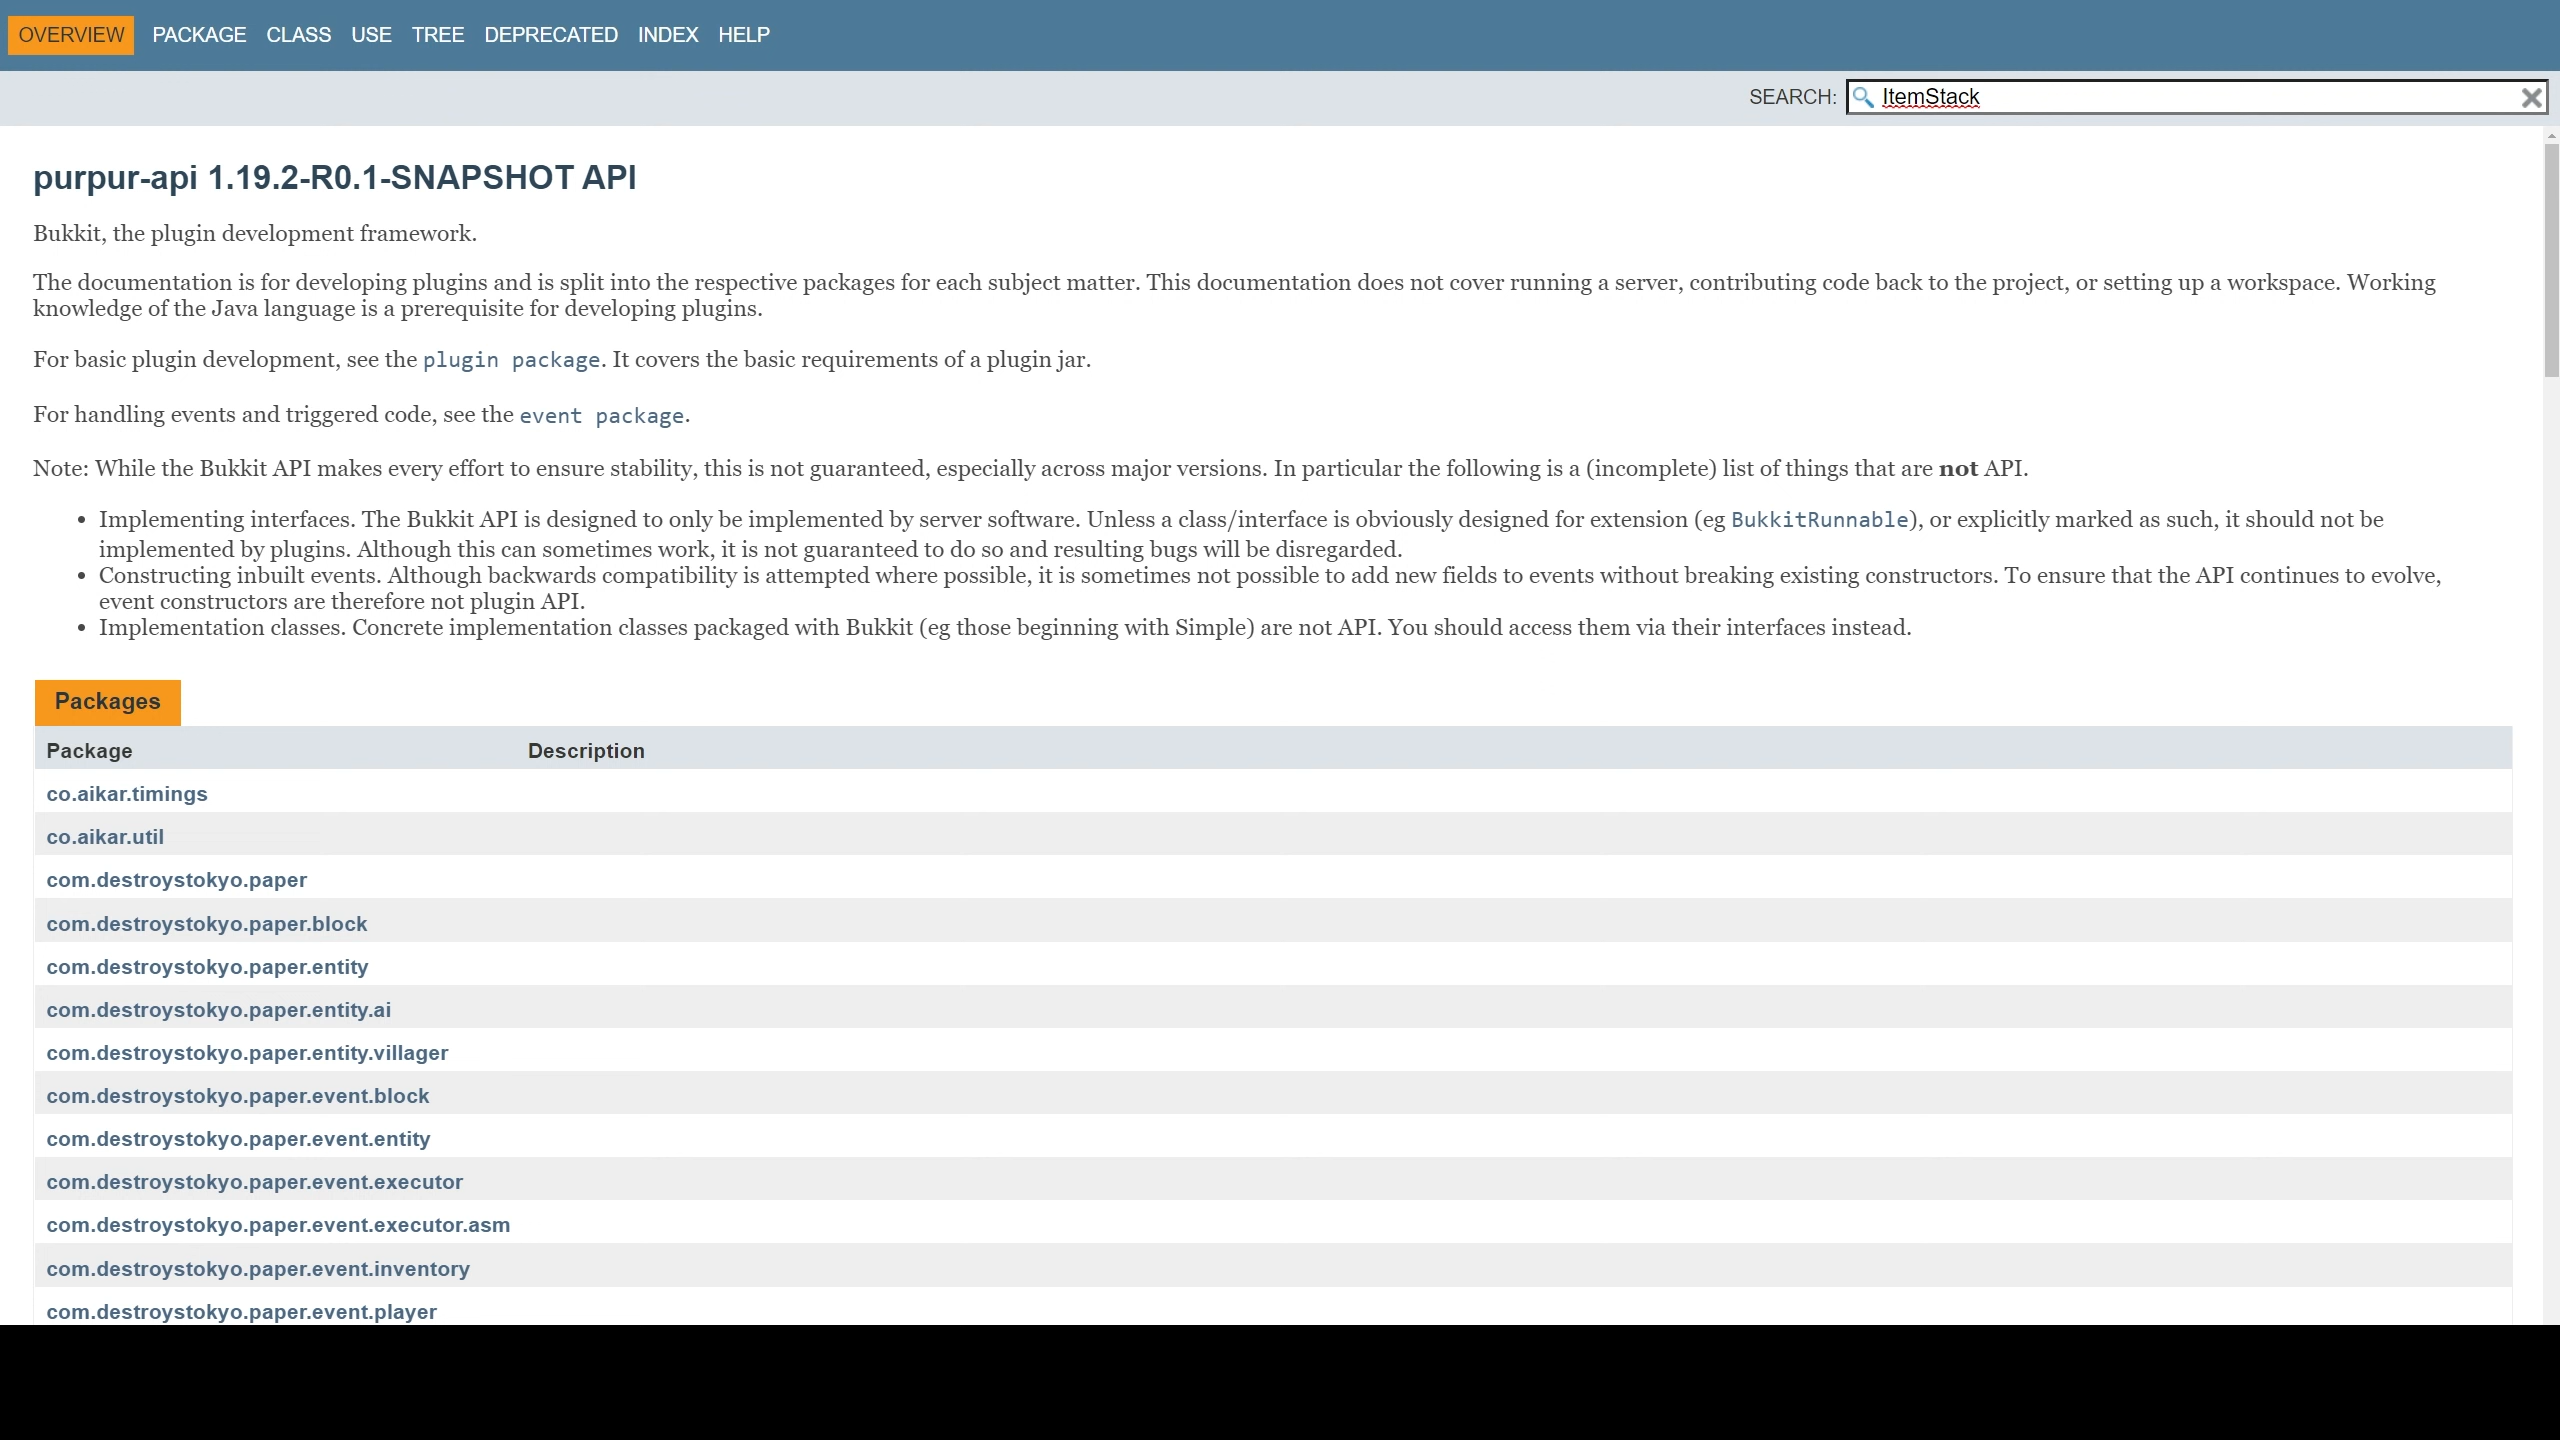 OVERVIEW PACKAGE CLASS USE TREE DEPRECATED INDEX HELP
SEARCH: ItemStack
purpur-api 1.19.2-R0.1-SNAPSHOT API
Bukkit, the plugin development framework.
The documentation is for developing plugins and is split into the respective packages for each subject matter. This documentation does not cover running a server, contributing code back to the project, or setting up a workspace. Working
knowledge of the Java language is a prerequisite for developing plugins.
For basic plugin development, see the plugin package. It covers the basic requirements of a plugin jar.
For handling events and triggered code, see the event package.
Note: While the Bukkit API makes every effort to ensure stability, this is not guaranteed, especially across major versions. In particular the following is a (incomplete) list of things that are not API.
• Implementing interfaces. The Bukkit API is designed to only be implemented by server software. Unless a class/interface is obviously designed for extension (eg BukkitRunnable), or explicitly marked as such, it should not be
implemented by plugins. Although this can sometimes work, it is not guaranteed to do so and resulting bugs will be disregarded.
• Constructing inbuilt events. Although backwards compatibility is attempted where possible, it is sometimes not possible to add new fields to events without breaking existing constructors. To ensure that the API continues to evolve,
event constructors are therefore not plugin API.
• Implementation classes. Concrete implementation classes packaged with Bukkit (eg those beginning with Simple) are not API. You should access them via their interfaces instead.
Packages
Package Description
co.aikar.timings
co.aikar.util
com.destroystokyo.paper
com.destroystokyo.paper.block
com.destroystokyo.paper.entity
com.destroystokyo.paper.entity.ai
com.destroystokyo.paper.entity.villager
com.destroystokyo.paper.event.block
com.destroystokyo.paper.event.entity
com.destroystokyo.paper.event.executor
com.destroystokyo.paper.event.executor.asm
com.destroystokyo.paper.event.inventory
com.destroystokyo.paper.event.player